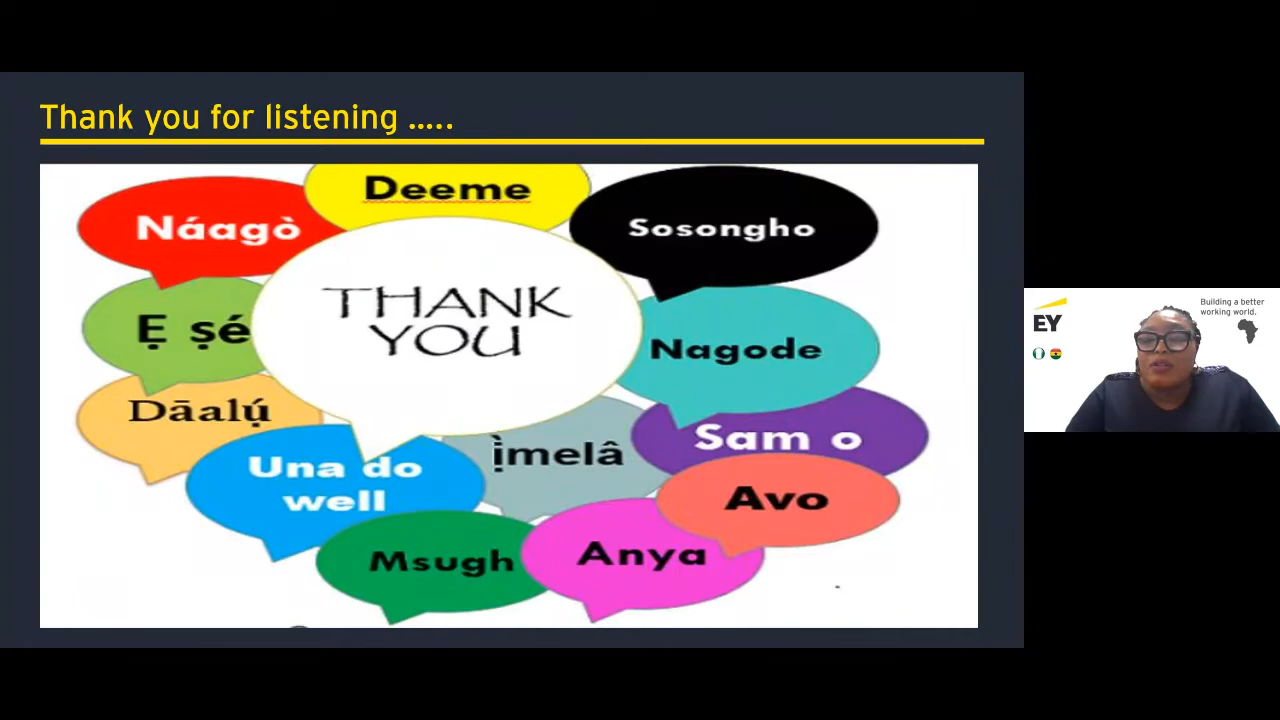 Thank you for listening .....
Deeme
Náagò
Sosongho
THANK
YOU
Ẹ ṣé
Nagode
Dāalụ́
Sam o
ị̀melâ
Una do
well
Avo
Msugh
Anya
EY
Building a better
working world.